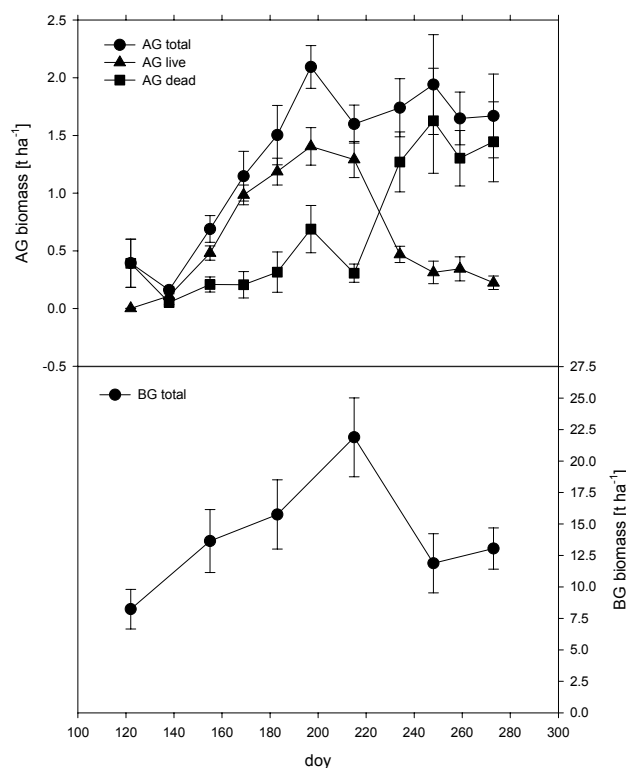 2.5
2.0
1.5
1.0
0.5
0.0
-0.5
AG biomass [t ha⁻¹]
AG total
AG live
AG dead
BG total
27.5
25.0
22.5
20.0
17.5
15.0
12.5
10.0
7.5
5.0
2.5
0.0
BG biomass [t ha⁻¹]
100 120 140 160 180 200 220 240 260 280 300
doy